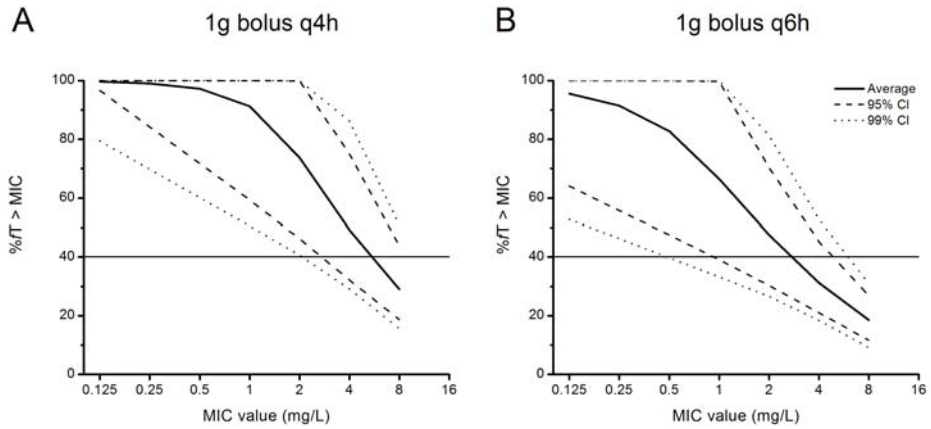 A
1g bolus q4h
B
1g bolus q6h
%fT > MIC
100
80
60
40
20
0
0.125 0.25 0.5 1 2 4 8 16
MIC value (mg/L)
%fT > MIC
100
80
60
40
20
0
Average
95% CI
99% CI
0.125 0.25 0.5 1 2 4 8 16
MIC value (mg/L)